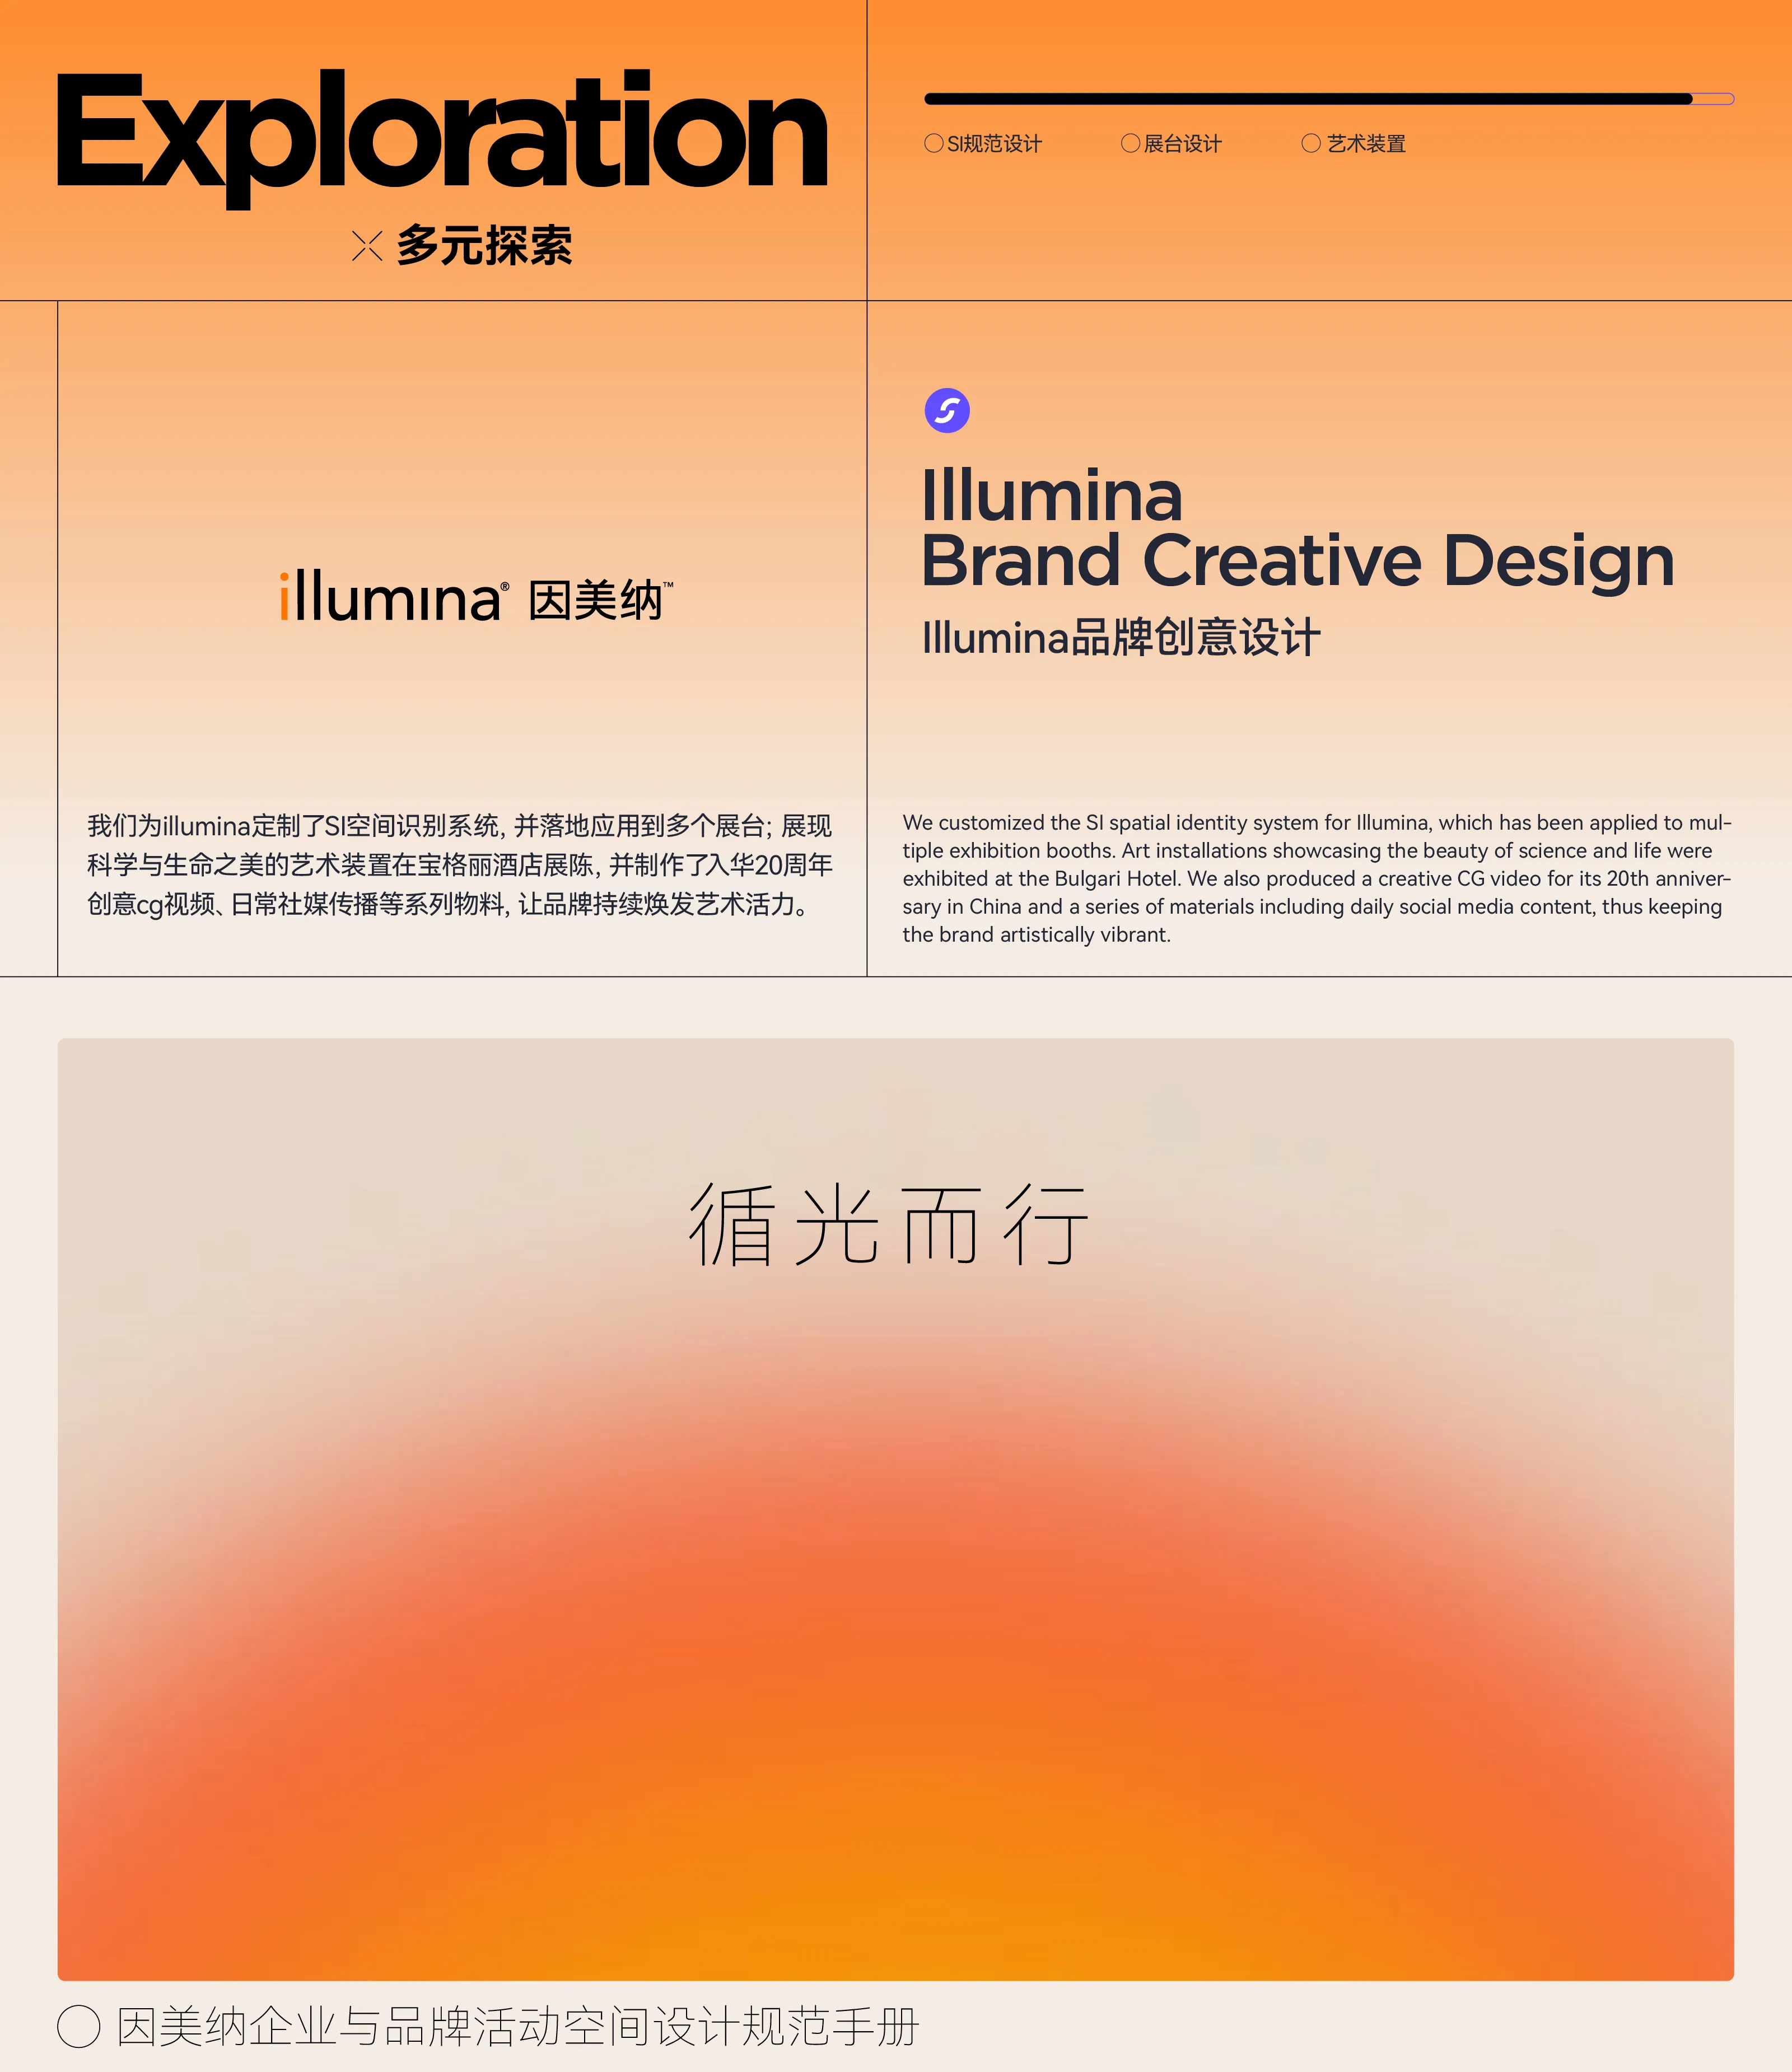 Exploration
多元探索
SI规范设计
展台设计
艺术装置
illumina® 因美纳™
Illumina
Brand Creative Design
Illumina品牌创意设计
我们为illumina定制了SI空间识别系统, 并落地应用到多个展台; 展现
科学与生命之美的艺术装置在宝格丽酒店展陈, 并制作了入华20周年
创意cg视频、日常社媒传播等系列物料, 让品牌持续焕发艺术活力。
We customized the SI spatial identity system for Illumina, which has been applied to mul-
tiple exhibition booths. Art installations showcasing the beauty of science and life were
exhibited at the Bulgari Hotel. We also produced a creative CG video for its 20th anniver-
sary in China and a series of materials including daily social media content, thus keeping
the brand artistically vibrant.
循光而行
因美纳企业与品牌活动空间设计规范手册